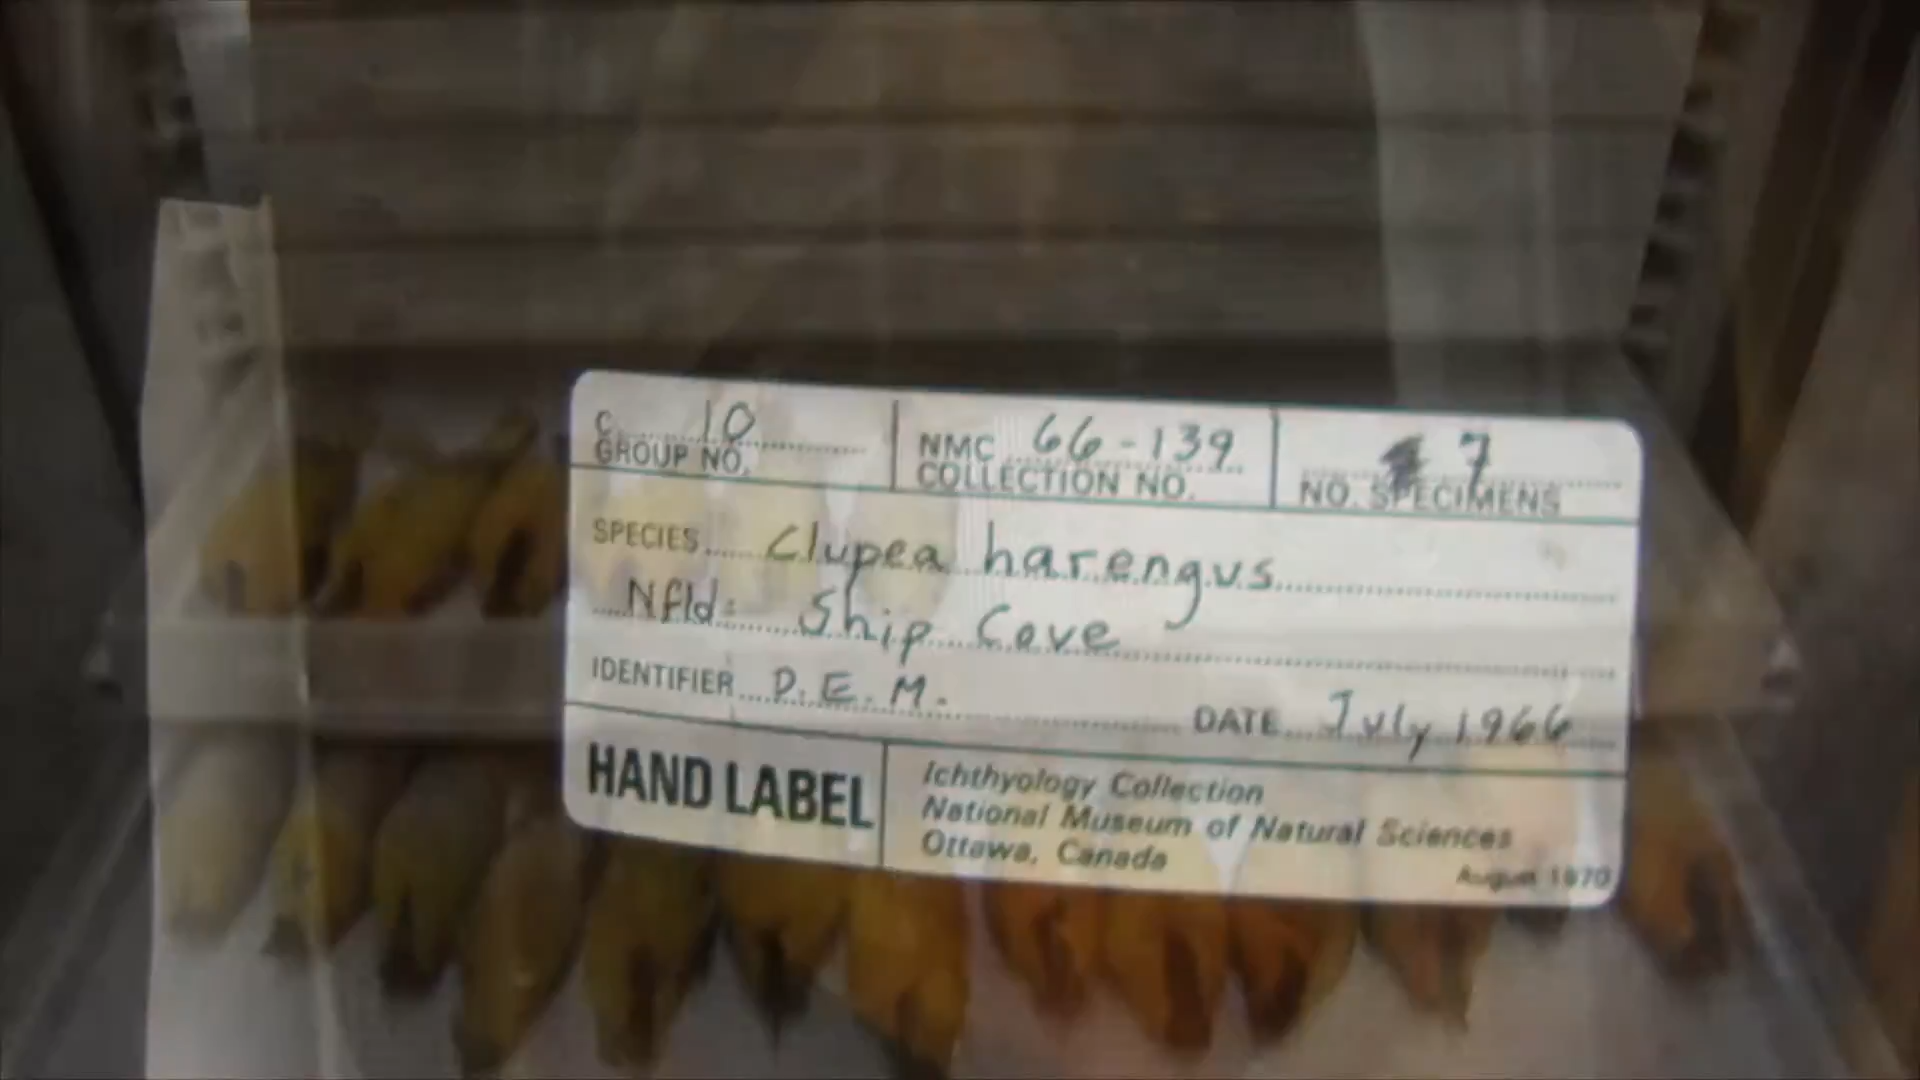 C. 10 NMC 66-139 7
GROUP NO. COLLECTION NO. NO. SPECIMENS
SPECIES Clupea harengus
Nfld: Ship Cove
IDENTIFIER D.E.M. DATE July 1966
HAND LABEL
Ichthyology Collection
National Museum of Natural Sciences
Ottawa, Canada
August 1970